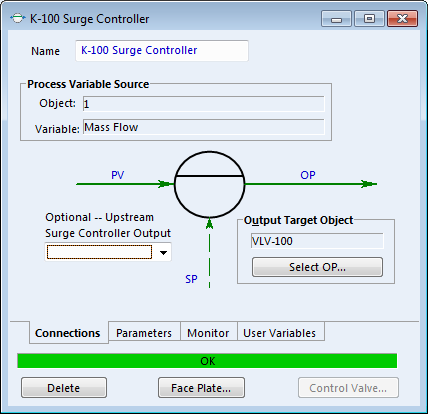 K-100 Surge Controller
Name K-100 Surge Controller
Process Variable Source
Object: 1
Variable: Mass Flow
PV
OP
Optional -- Upstream
Surge Controller Output
SP
Output Target Object
VLV-100
Select OP...
Connections Parameters Monitor User Variables
OK
Delete Face Plate... Control Valve...